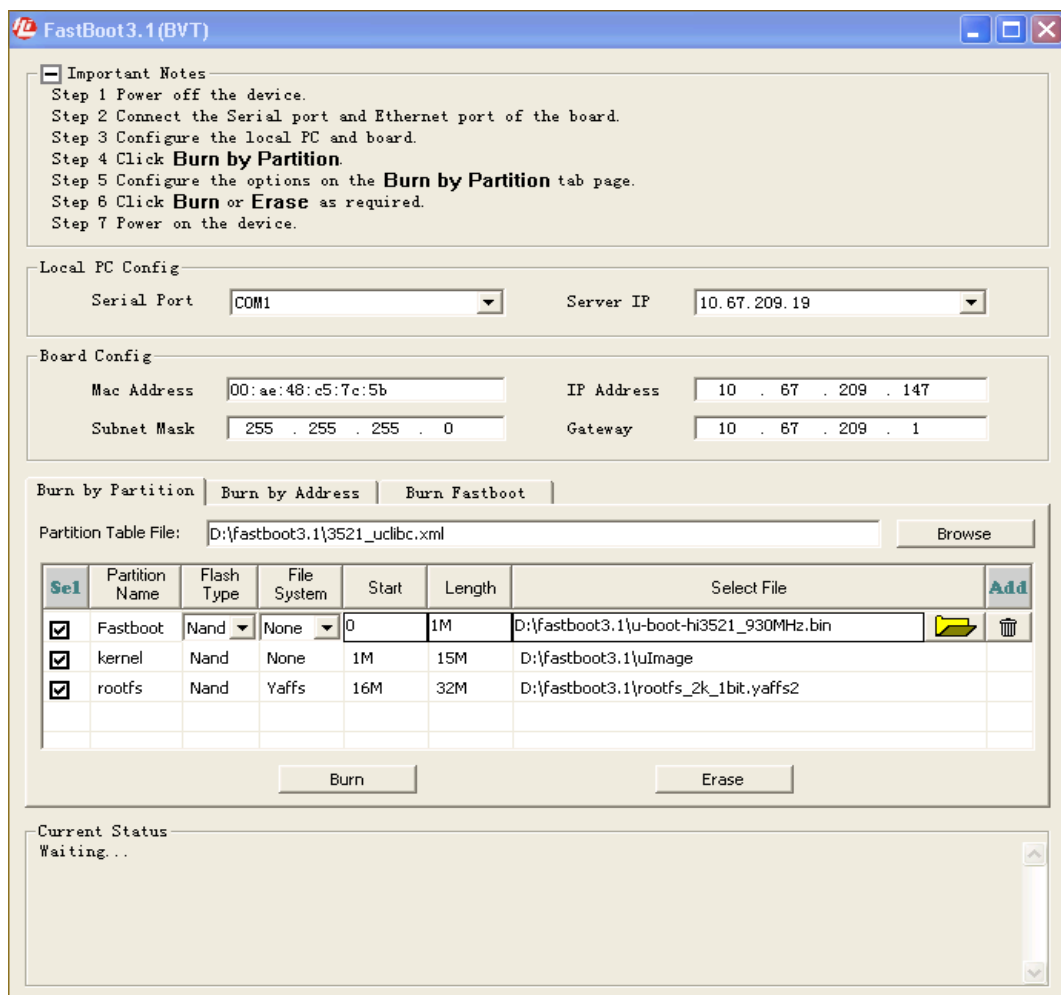 FastBoot3.1(BVT)
Important Notes
Step 1 Power off the device.
Step 2 Connect the Serial port and Ethernet port of the board.
Step 3 Configure the local PC and board.
Step 4 Click Burn by Partition.
Step 5 Configure the options on the Burn by Partition tab page.
Step 6 Click Burn or Erase as required.
Step 7 Power on the device.
Local PC Config
Serial Port COM1 Server IP 10.67.209.19
Board Config
Mac Address 00:ae:48:c5:7c:5b IP Address 10 . 67 . 209 . 147
Subnet Mask 255 . 255 . 255 . 0 Gateway 10 . 67 . 209 . 1
Burn by Partition Burn by Address Burn Fastboot
Partition Table File: D:\fastboot3.1\3521_uclibc.xml Browse
Sel Partition Name Flash Type File System Start Length Select File Add
Fastboot Nand None 0 1M D:\fastboot3.1\u-boot-hi3521_930MHz.bin
kernel Nand None 1M 15M D:\fastboot3.1\uImage
rootfs Nand Yaffs 16M 32M D:\fastboot3.1\rootfs_2k_1bit.yaffs2
Burn Erase
Current Status
Waiting...